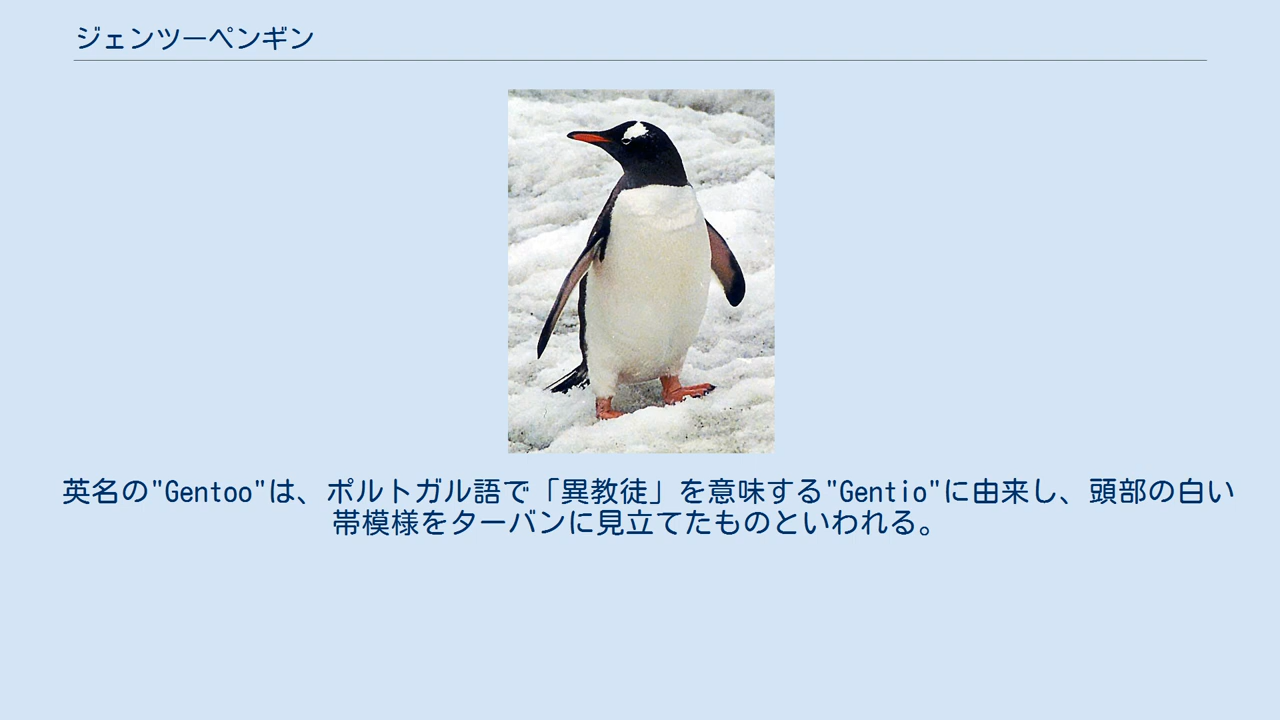 ジェンツーペンギン
英名の"Gentoo"は、ポルトガル語で「異教徒」を意味する"Gentio"に由来し、頭部の白い
帯模様をターバンに見立てたものといわれる。